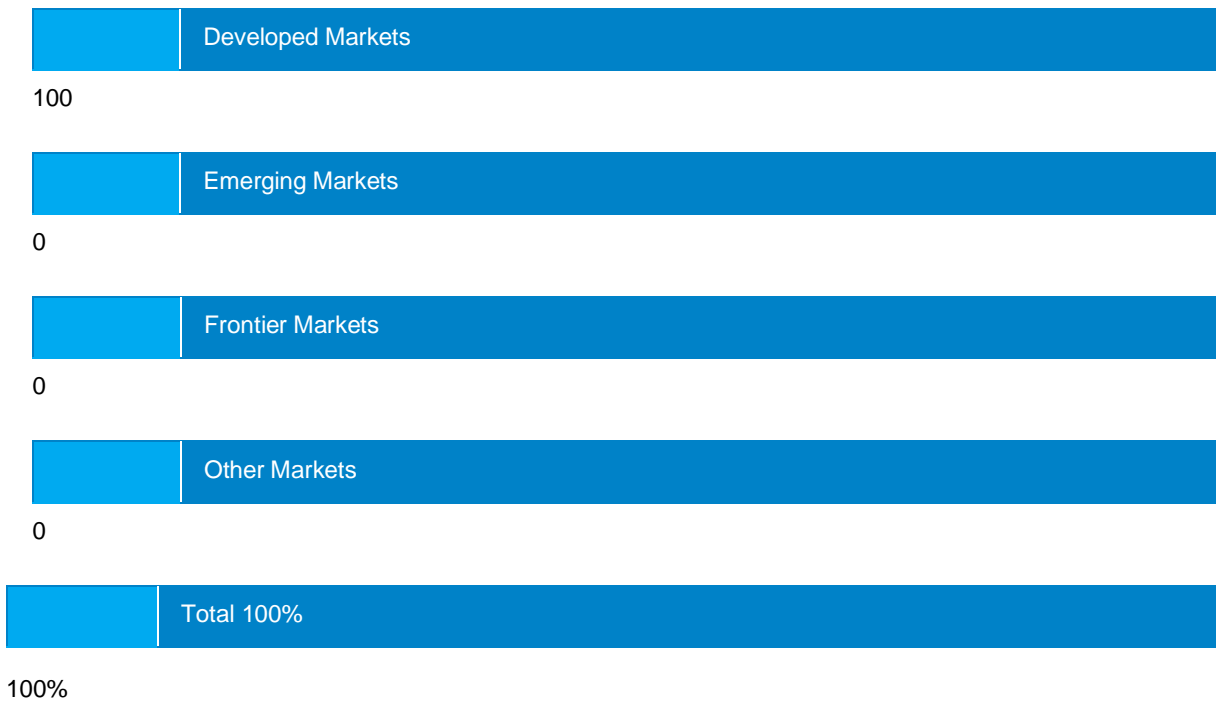 Developed Markets
100
Emerging Markets
0
Frontier Markets
0
Other Markets
0
Total 100%
100%